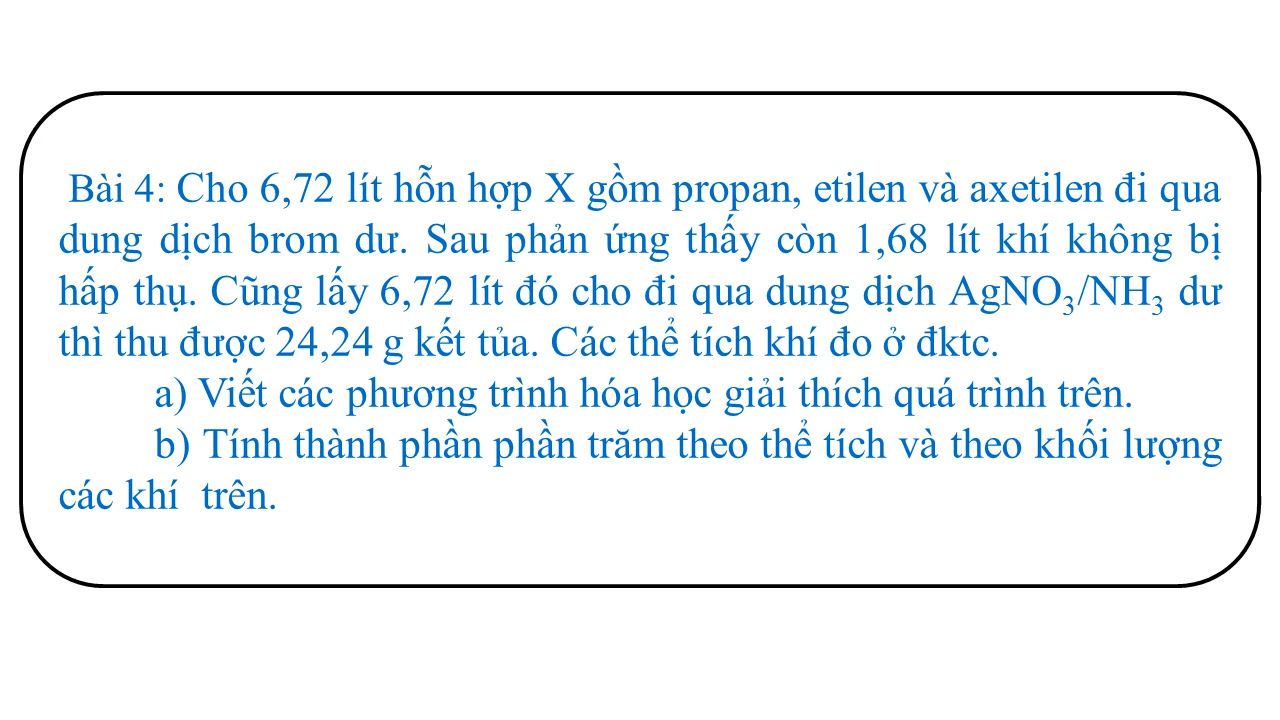 Bài 4: Cho 6,72 lít hỗn hợp X gồm propan, etilen và axetilen đi qua
dung dịch brom dư. Sau phản ứng thấy còn 1,68 lít khí không bị
hấp thụ. Cũng lấy 6,72 lít đó cho đi qua dung dịch AgNO₃/NH₃ dư
thì thu được 24,24 g kết tủa. Các thể tích khí đo ở đktc.
a) Viết các phương trình hóa học giải thích quá trình trên.
b) Tính thành phần phần trăm theo thể tích và theo khối lượng
các khí trên.